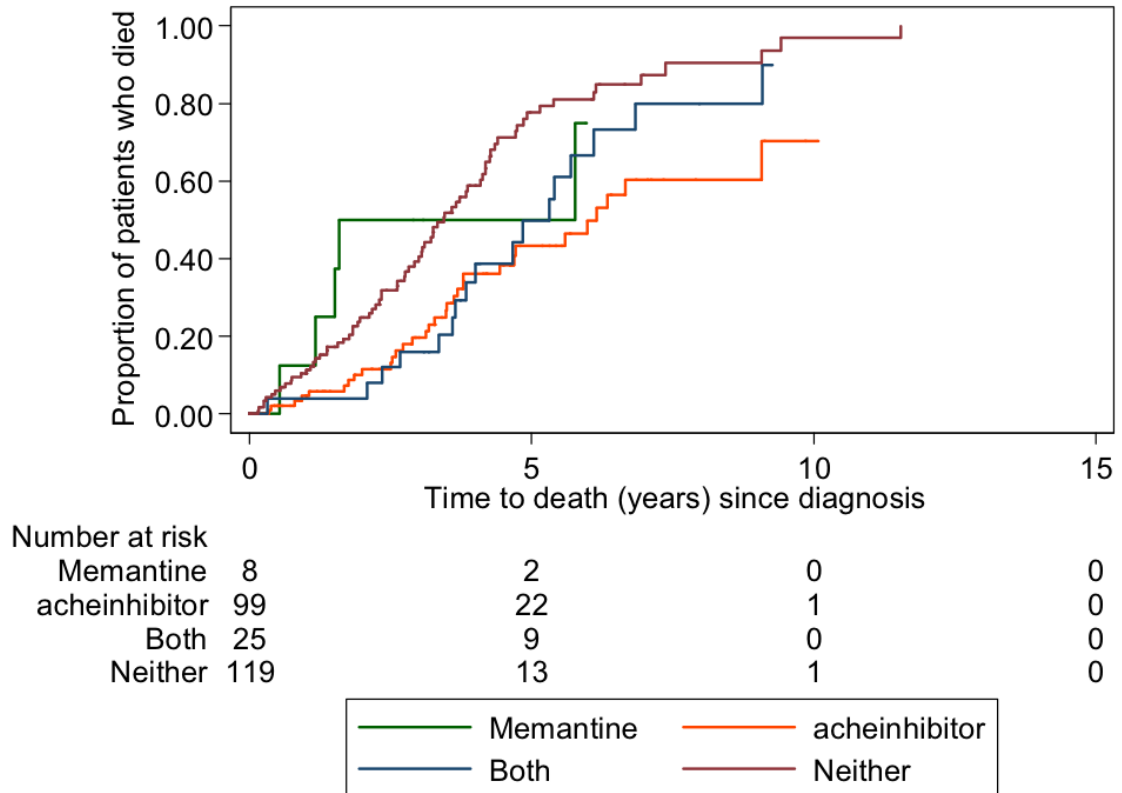 Proportion of patients who died
1.00
0.80
0.60
0.40
0.20
0.00
0 5 10 15
Time to death (years) since diagnosis
Number at risk
Memantine 8 2 0 0
acheinhibitor 99 22 1 0
Both 25 9 0 0
Neither 119 13 1 0
Memantine acheinhibitor
Both Neither